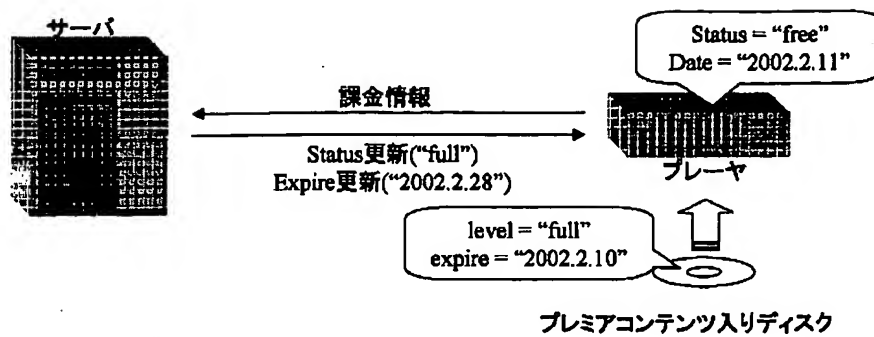 サーバ
Status = “free”
Date = “2002.2.11”
課金情報
Status更新(“full”)
Expire更新(“2002.2.28”)
プレーヤ
level = “full”
expire = “2002.2.10”
プレミアコンテンツ入りディスク